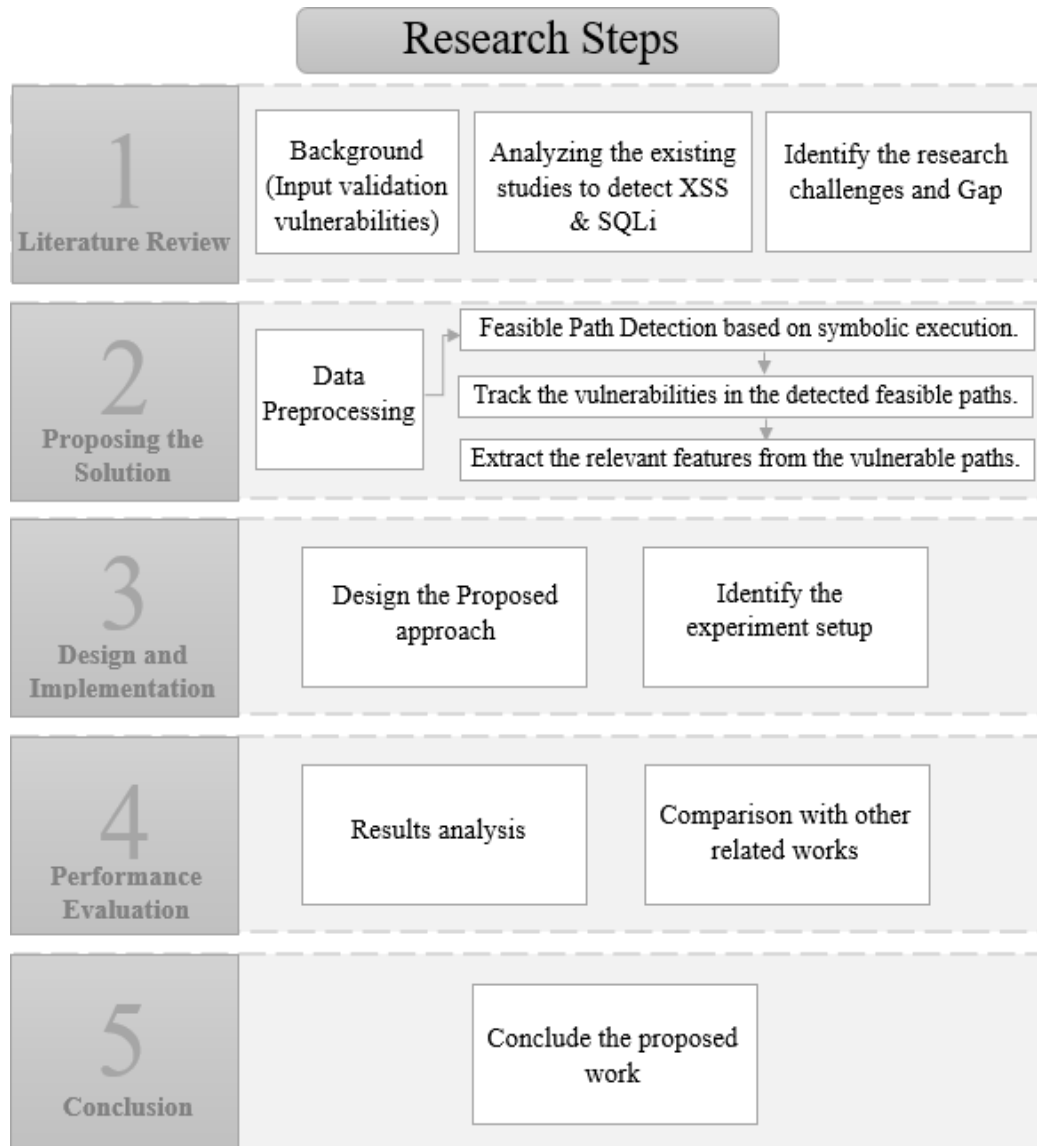 Research Steps
1
Literature Review
Background
(Input validation
vulnerabilities)
Analyzing the existing
studies to detect XSS
& SQLi
Identify the research
challenges and Gap
2
Proposing the
Solution
Data
Preprocessing
Feasible Path Detection based on symbolic execution.
Track the vulnerabilities in the detected feasible paths.
Extract the relevant features from the vulnerable paths.
3
Design and
Implementation
Design the Proposed
approach
Identify the
experiment setup
4
Performance
Evaluation
Results analysis
Comparison with other
related works
5
Conclusion
Conclude the proposed
work